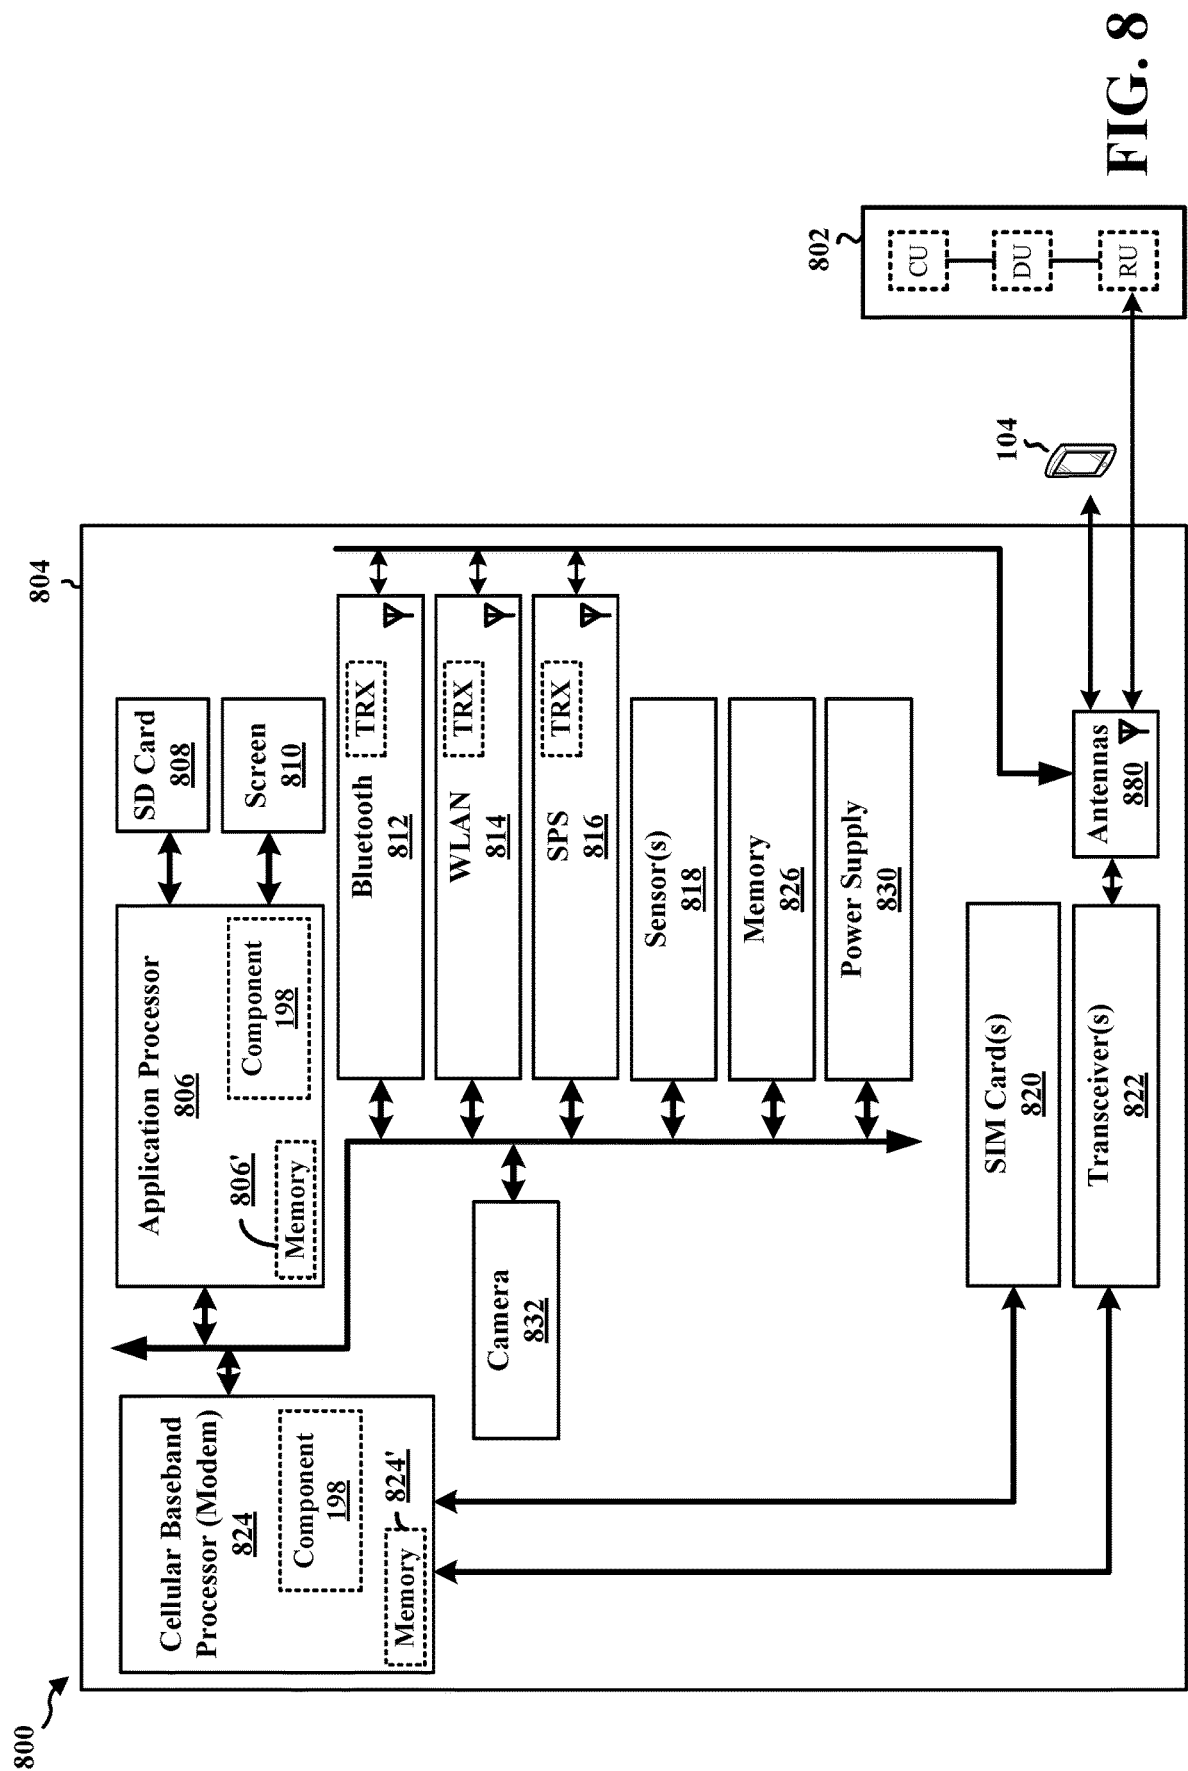 800
804
Cellular Baseband
Processor (Modem)
824
Component
198
Memory
824'
Application Processor
806
806'
Memory
Component
198
SD Card
808
Screen
810
Bluetooth
812
TRX
WLAN
814
TRX
SPS
816
TRX
Camera
832
Sensor(s)
818
Memory
826
Power Supply
830
SIM Card(s)
820
Transceiver(s)
822
Antennas
880
104
802
CU
DU
RU
FIG. 8